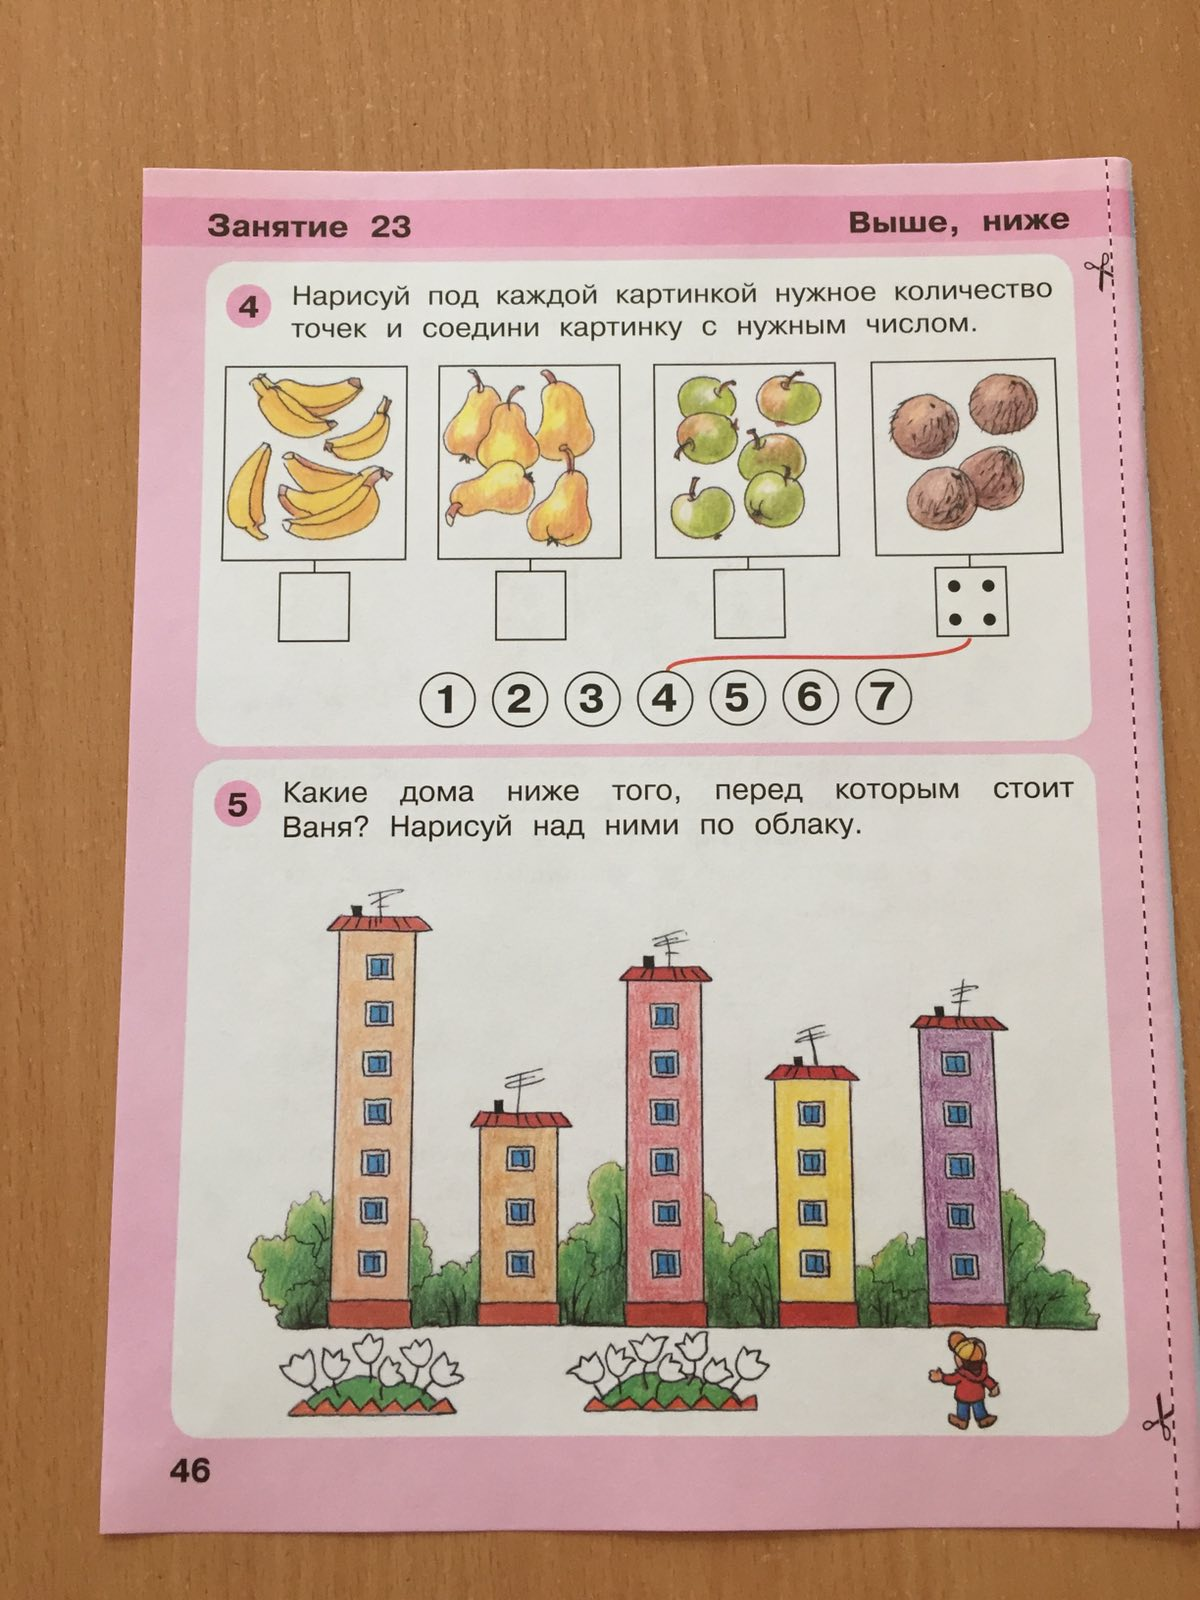 Занятие 23 Выше, ниже
4 Нарисуй под каждой картинкой нужное количество
точек и соедини картинку с нужным числом.
1 2 3 4 5 6 7
5 Какие дома ниже того, перед которым стоит
Ваня? Нарисуй над ними по облаку.
46